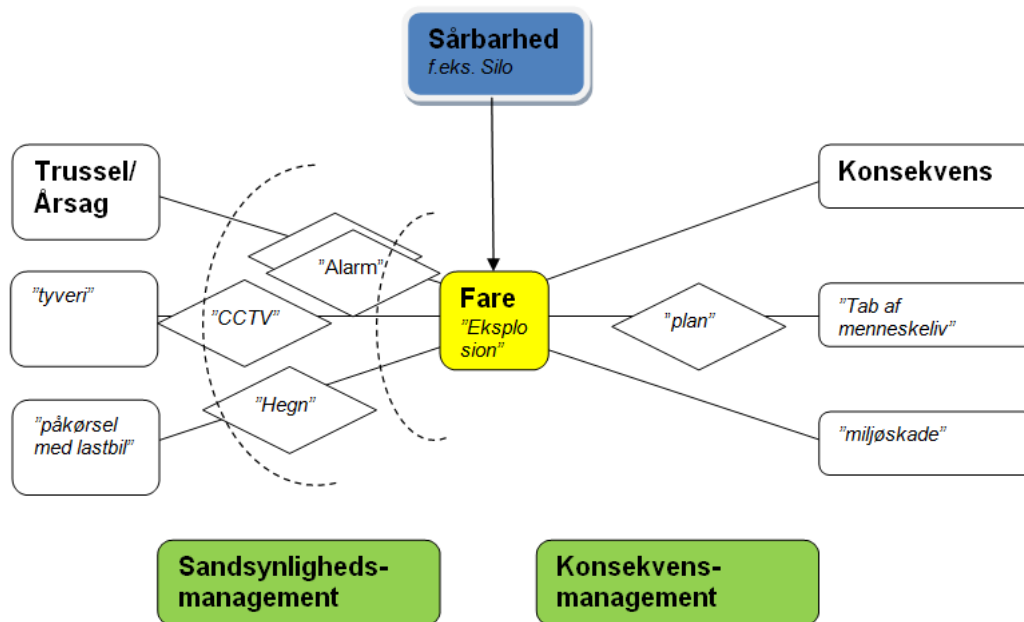 Sårbarhed
f.eks. Silo
Trussel/
Årsag
Konsekvens
"Alarm"
"tyveri"
"CCTV"
Fare
"Eksplo
sion"
"plan"
"Tab af
menneskeliv"
"Hegn"
"påkørsel
med lastbil"
"miljøskade"
Sandsynligheds-
management
Konsekvens-
management